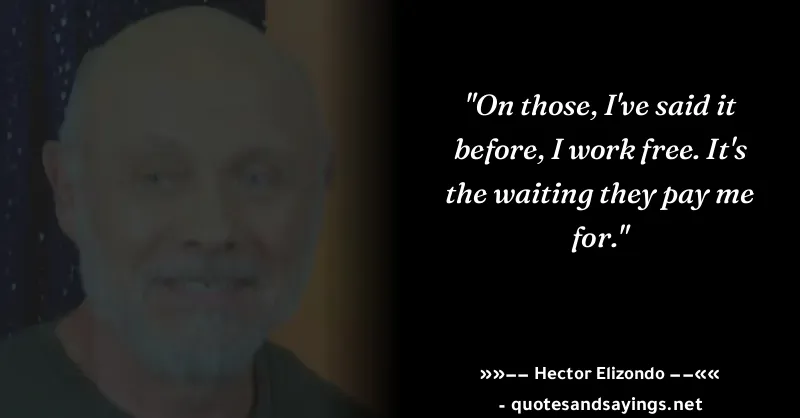 "On those, I've said it
before, I work free. It's
the waiting they pay me
for."
»»−− Hector Elizondo −−««
- quotesandsayings.net